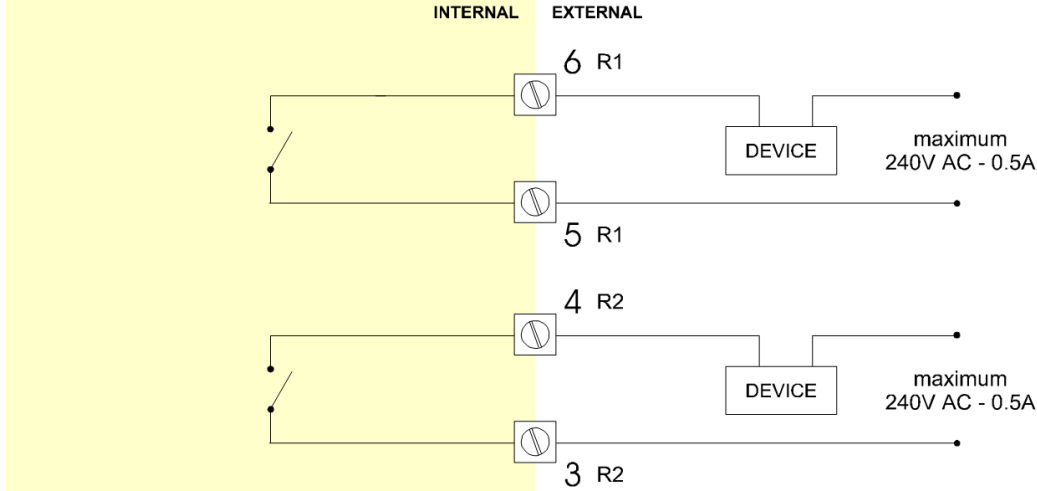 INTERNAL EXTERNAL
6 R1
DEVICE
maximum
240V AC - 0.5A
5 R1
4 R2
DEVICE
maximum
240V AC - 0.5A
3 R2